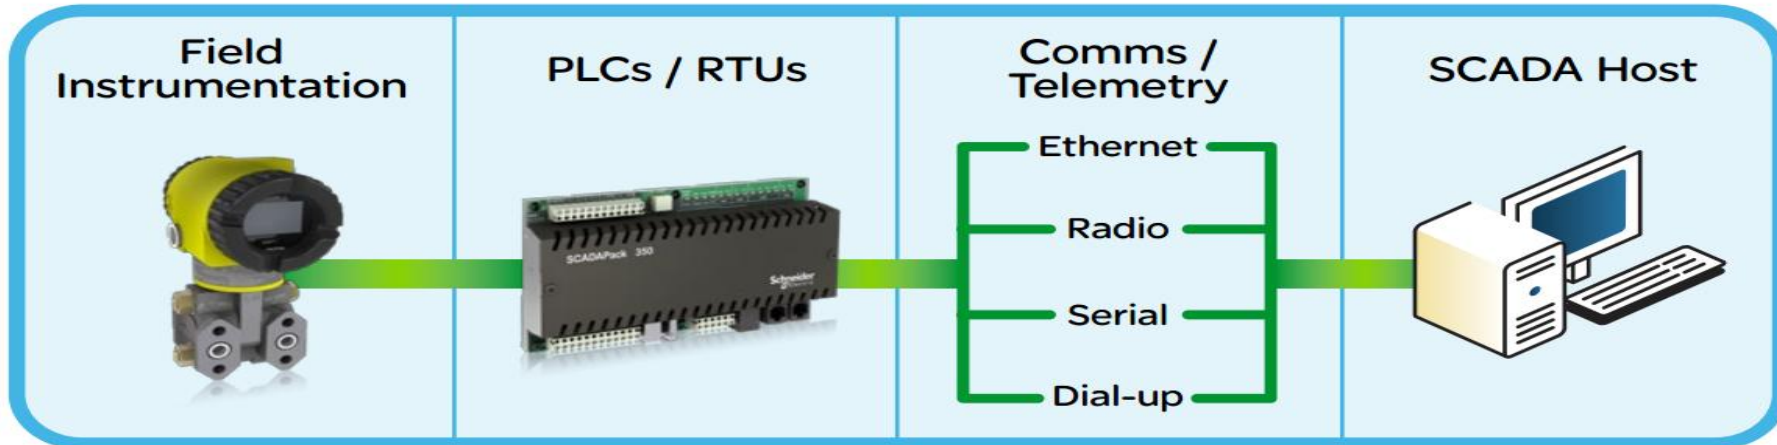 Field
Instrumentation
PLCs / RTUs
Comms /
Telemetry
SCADA Host
Ethernet
Radio
Serial
Dial-up
SCADAPack 350
Schneider